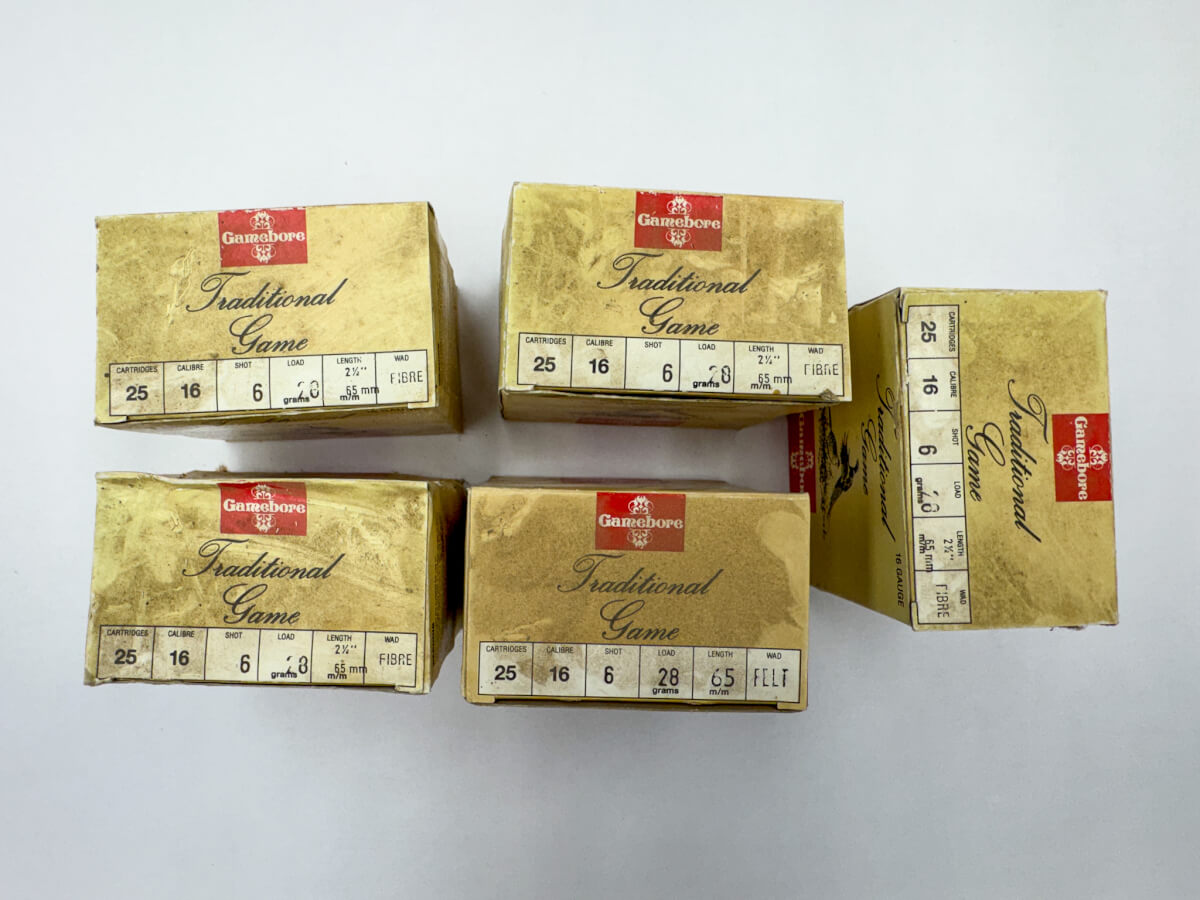 Gamebore
Traditional
Game
CARTRIDGES CALIBRE SHOT LOAD LENGTH WAD
25 16 6 28 grams 2½" 65 mm m/m FIBRE
Gamebore
Traditional
Game
CARTRIDGES CALIBRE SHOT LOAD LENGTH WAD
25 16 6 28 grams 2½" 65 mm m/m FIBRE
Gamebore
Traditional
Game
CARTRIDGES CALIBRE SHOT LOAD LENGTH WAD
25 16 6 28 grams 2½" 65 mm m/m FIBRE
Gamebore
Traditional
Game
16 GAUGE
Gamebore
Traditional
Game
CARTRIDGES CALIBRE SHOT LOAD LENGTH WAD
25 16 6 28 grams 2½" 65 mm m/m FIBRE
Gamebore
Traditional
Game
CARTRIDGES CALIBRE SHOT LOAD LENGTH WAD
25 16 6 28 grams 65 m/m FELT